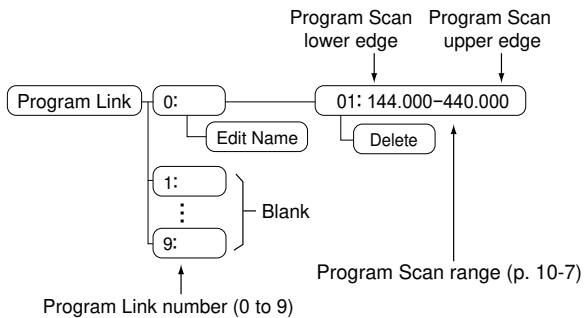 Program Scan
lower edge
Program Scan
upper edge
Program Link
0:
01: 144.000–440.000
Edit Name
Delete
1:
⋮
Blank
9:
Program Scan range (p. 10-7)
Program Link number (0 to 9)